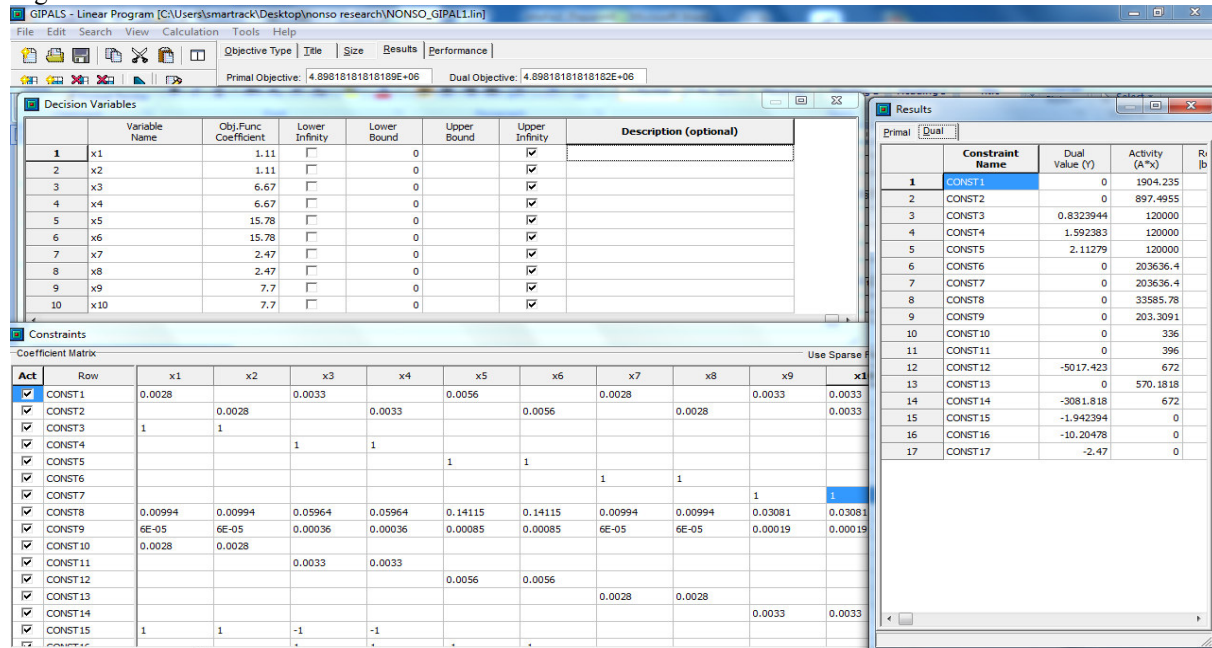 GIPALS - Linear Program [C:\Users\smartrack\Desktop\nonso research\NONSO_GIPAL1.lin]
File Edit Search View Calculation Tools Help
Objective Type Title Size Results Performance
Primal Objective: 4.89818181818189E+06 Dual Objective: 4.89818181818182E+06
Decision Variables
Variable Name Obj.Func Coefficient Lower Infinity Lower Bound Upper Bound Upper Infinity Description (optional)
1 x1 1.11 0
2 x2 1.11 0
3 x3 6.67 0
4 x4 6.67 0
5 x5 15.78 0
6 x6 15.78 0
7 x7 2.47 0
8 x8 2.47 0
9 x9 7.7 0
10 x10 7.7 0
Constraints
Coefficient Matrix Use Sparse
Act Row x1 x2 x3 x4 x5 x6 x7 x8 x9 x1
CONST1 0.0028 0.0033 0.0056 0.0028 0.0033 0.0033
CONST2 0.0028 0.0033 0.0056 0.0028 0.0033
CONST3 1 1
CONST4 1 1
CONST5 1 1
CONST6 1 1
CONST7 1 1
CONST8 0.00994 0.00994 0.05964 0.05964 0.14115 0.14115 0.00994 0.00994 0.03081 0.03081
CONST9 6E-05 6E-05 0.00036 0.00036 0.00085 0.00085 6E-05 6E-05 0.00019 0.00019
CONST10 0.0028 0.0028
CONST11 0.0033 0.0033
CONST12 0.0056 0.0056
CONST13 0.0028 0.0028
CONST14 0.0033 0.0033
CONST15 1 1 -1 -1
Results
Primal Dual
Constraint Name Dual Value (Y) Activity (A*x)
1 CONST1 0 1904.235
2 CONST2 0 897.4955
3 CONST3 0.8323944 120000
4 CONST4 1.592383 120000
5 CONST5 2.11279 120000
6 CONST6 0 203636.4
7 CONST7 0 203636.4
8 CONST8 0 33585.78
9 CONST9 0 203.3091
10 CONST10 0 336
11 CONST11 0 396
12 CONST12 -5017.423 672
13 CONST13 0 570.1818
14 CONST14 -3081.818 672
15 CONST15 -1.942394 0
16 CONST16 -10.20478 0
17 CONST17 -2.47 0